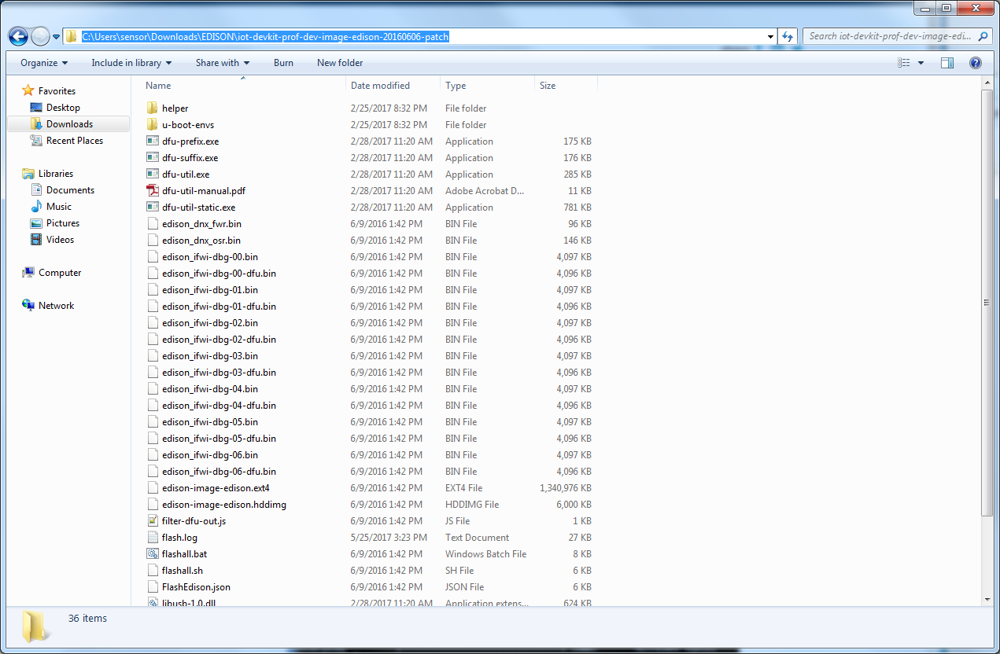 C:\Users\sensor\Downloads\EDISON\iot-devkit-prof-dev-image-edison-20160606-patch
Search iot-devkit-prof-dev-image-edi...
Organize Include in library Share with Burn New folder
Favorites
Desktop
Downloads
Recent Places
Libraries
Documents
Music
Pictures
Videos
Computer
Network
Name Date modified Type Size
helper 2/25/2017 8:32 PM File folder
u-boot-envs 2/25/2017 8:32 PM File folder
dfu-prefix.exe 2/28/2017 11:20 AM Application 175 KB
dfu-suffix.exe 2/28/2017 11:20 AM Application 176 KB
dfu-util.exe 2/28/2017 11:20 AM Application 285 KB
dfu-util-manual.pdf 2/28/2017 11:20 AM Adobe Acrobat D... 11 KB
dfu-util-static.exe 2/28/2017 11:20 AM Application 781 KB
edison_dnx_fwr.bin 6/9/2016 1:42 PM BIN File 96 KB
edison_dnx_osr.bin 6/9/2016 1:42 PM BIN File 146 KB
edison_ifwi-dbg-00.bin 6/9/2016 1:42 PM BIN File 4,097 KB
edison_ifwi-dbg-00-dfu.bin 6/9/2016 1:42 PM BIN File 4,096 KB
edison_ifwi-dbg-01.bin 6/9/2016 1:42 PM BIN File 4,097 KB
edison_ifwi-dbg-01-dfu.bin 6/9/2016 1:42 PM BIN File 4,096 KB
edison_ifwi-dbg-02.bin 6/9/2016 1:42 PM BIN File 4,097 KB
edison_ifwi-dbg-02-dfu.bin 6/9/2016 1:42 PM BIN File 4,096 KB
edison_ifwi-dbg-03.bin 6/9/2016 1:42 PM BIN File 4,097 KB
edison_ifwi-dbg-03-dfu.bin 6/9/2016 1:42 PM BIN File 4,096 KB
edison_ifwi-dbg-04.bin 6/9/2016 1:42 PM BIN File 4,097 KB
edison_ifwi-dbg-04-dfu.bin 6/9/2016 1:42 PM BIN File 4,096 KB
edison_ifwi-dbg-05.bin 6/9/2016 1:42 PM BIN File 4,097 KB
edison_ifwi-dbg-05-dfu.bin 6/9/2016 1:42 PM BIN File 4,096 KB
edison_ifwi-dbg-06.bin 6/9/2016 1:42 PM BIN File 4,097 KB
edison_ifwi-dbg-06-dfu.bin 6/9/2016 1:42 PM BIN File 4,096 KB
edison-image-edison.ext4 6/9/2016 1:42 PM EXT4 File 1,340,976 KB
edison-image-edison.hddimg 6/9/2016 1:42 PM HDDIMG File 6,000 KB
filter-dfu-out.js 6/9/2016 1:42 PM JS File 1 KB
flash.log 5/25/2017 3:23 PM Text Document 27 KB
flashall.bat 6/9/2016 1:42 PM Windows Batch File 8 KB
flashall.sh 6/9/2016 1:42 PM SH File 6 KB
FlashEdison.json 6/9/2016 1:42 PM JSON File 6 KB
libusb-1.0.dll 2/28/2017 11:20 AM Application extens... 624 KB
36 items